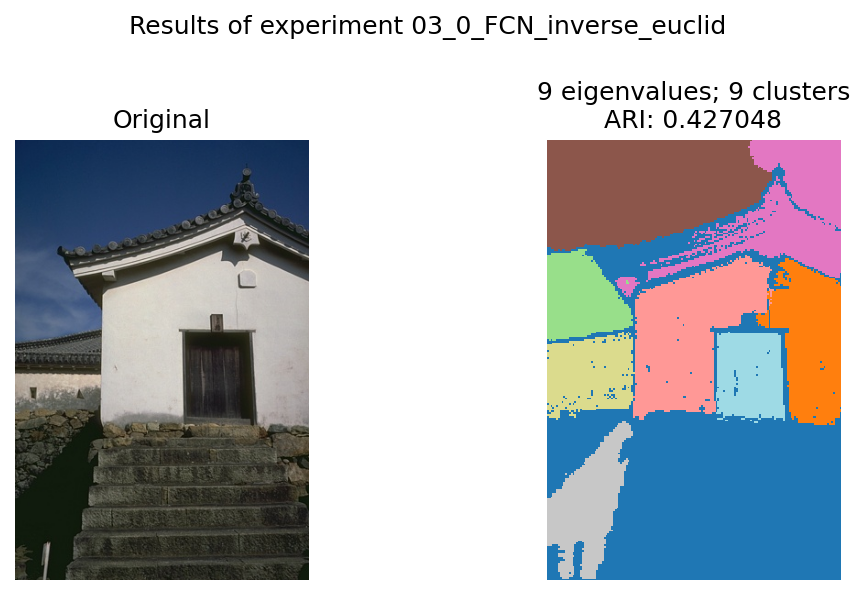 Results of experiment 03_0_FCN_inverse_euclid
Original
9 eigenvalues; 9 clusters
ARI: 0.427048